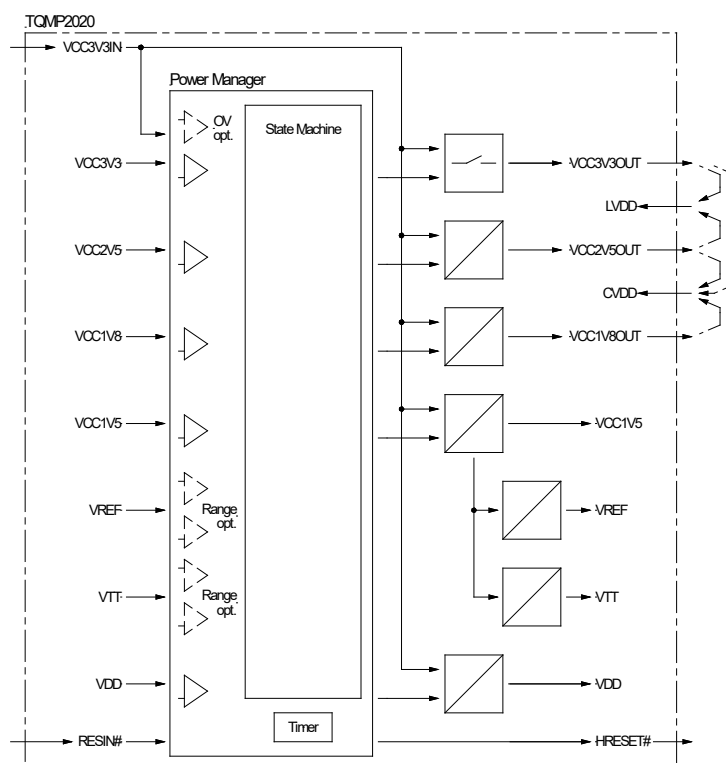 TQMP2020
VCC3V3IN
Power Manager
OV
opt.
State Machine
VCC3V3
VCC3V3OUT
LVDD
VCC2V5
VCC2V5OUT
CVDD
VCC1V8
VCC1V8OUT
VCC1V5
VCC1V5
VREF
Range
opt.
VREF
VTT
Range
opt.
VTT
VDD
VDD
Timer
RESIN#
HRESET#